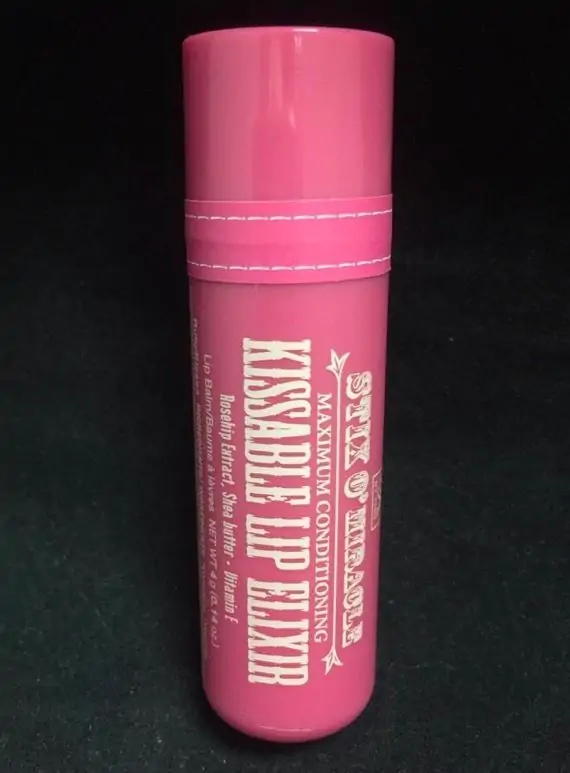 STIX O' MIRACLE
MAXIMUM CONDITIONING
KISSABLE LIP ELIXIR
Rosehip Extract, Shea butter · Vitamin E
Lip Balm/Baume à lèvres NET WT 4 g (0.14 oz.)